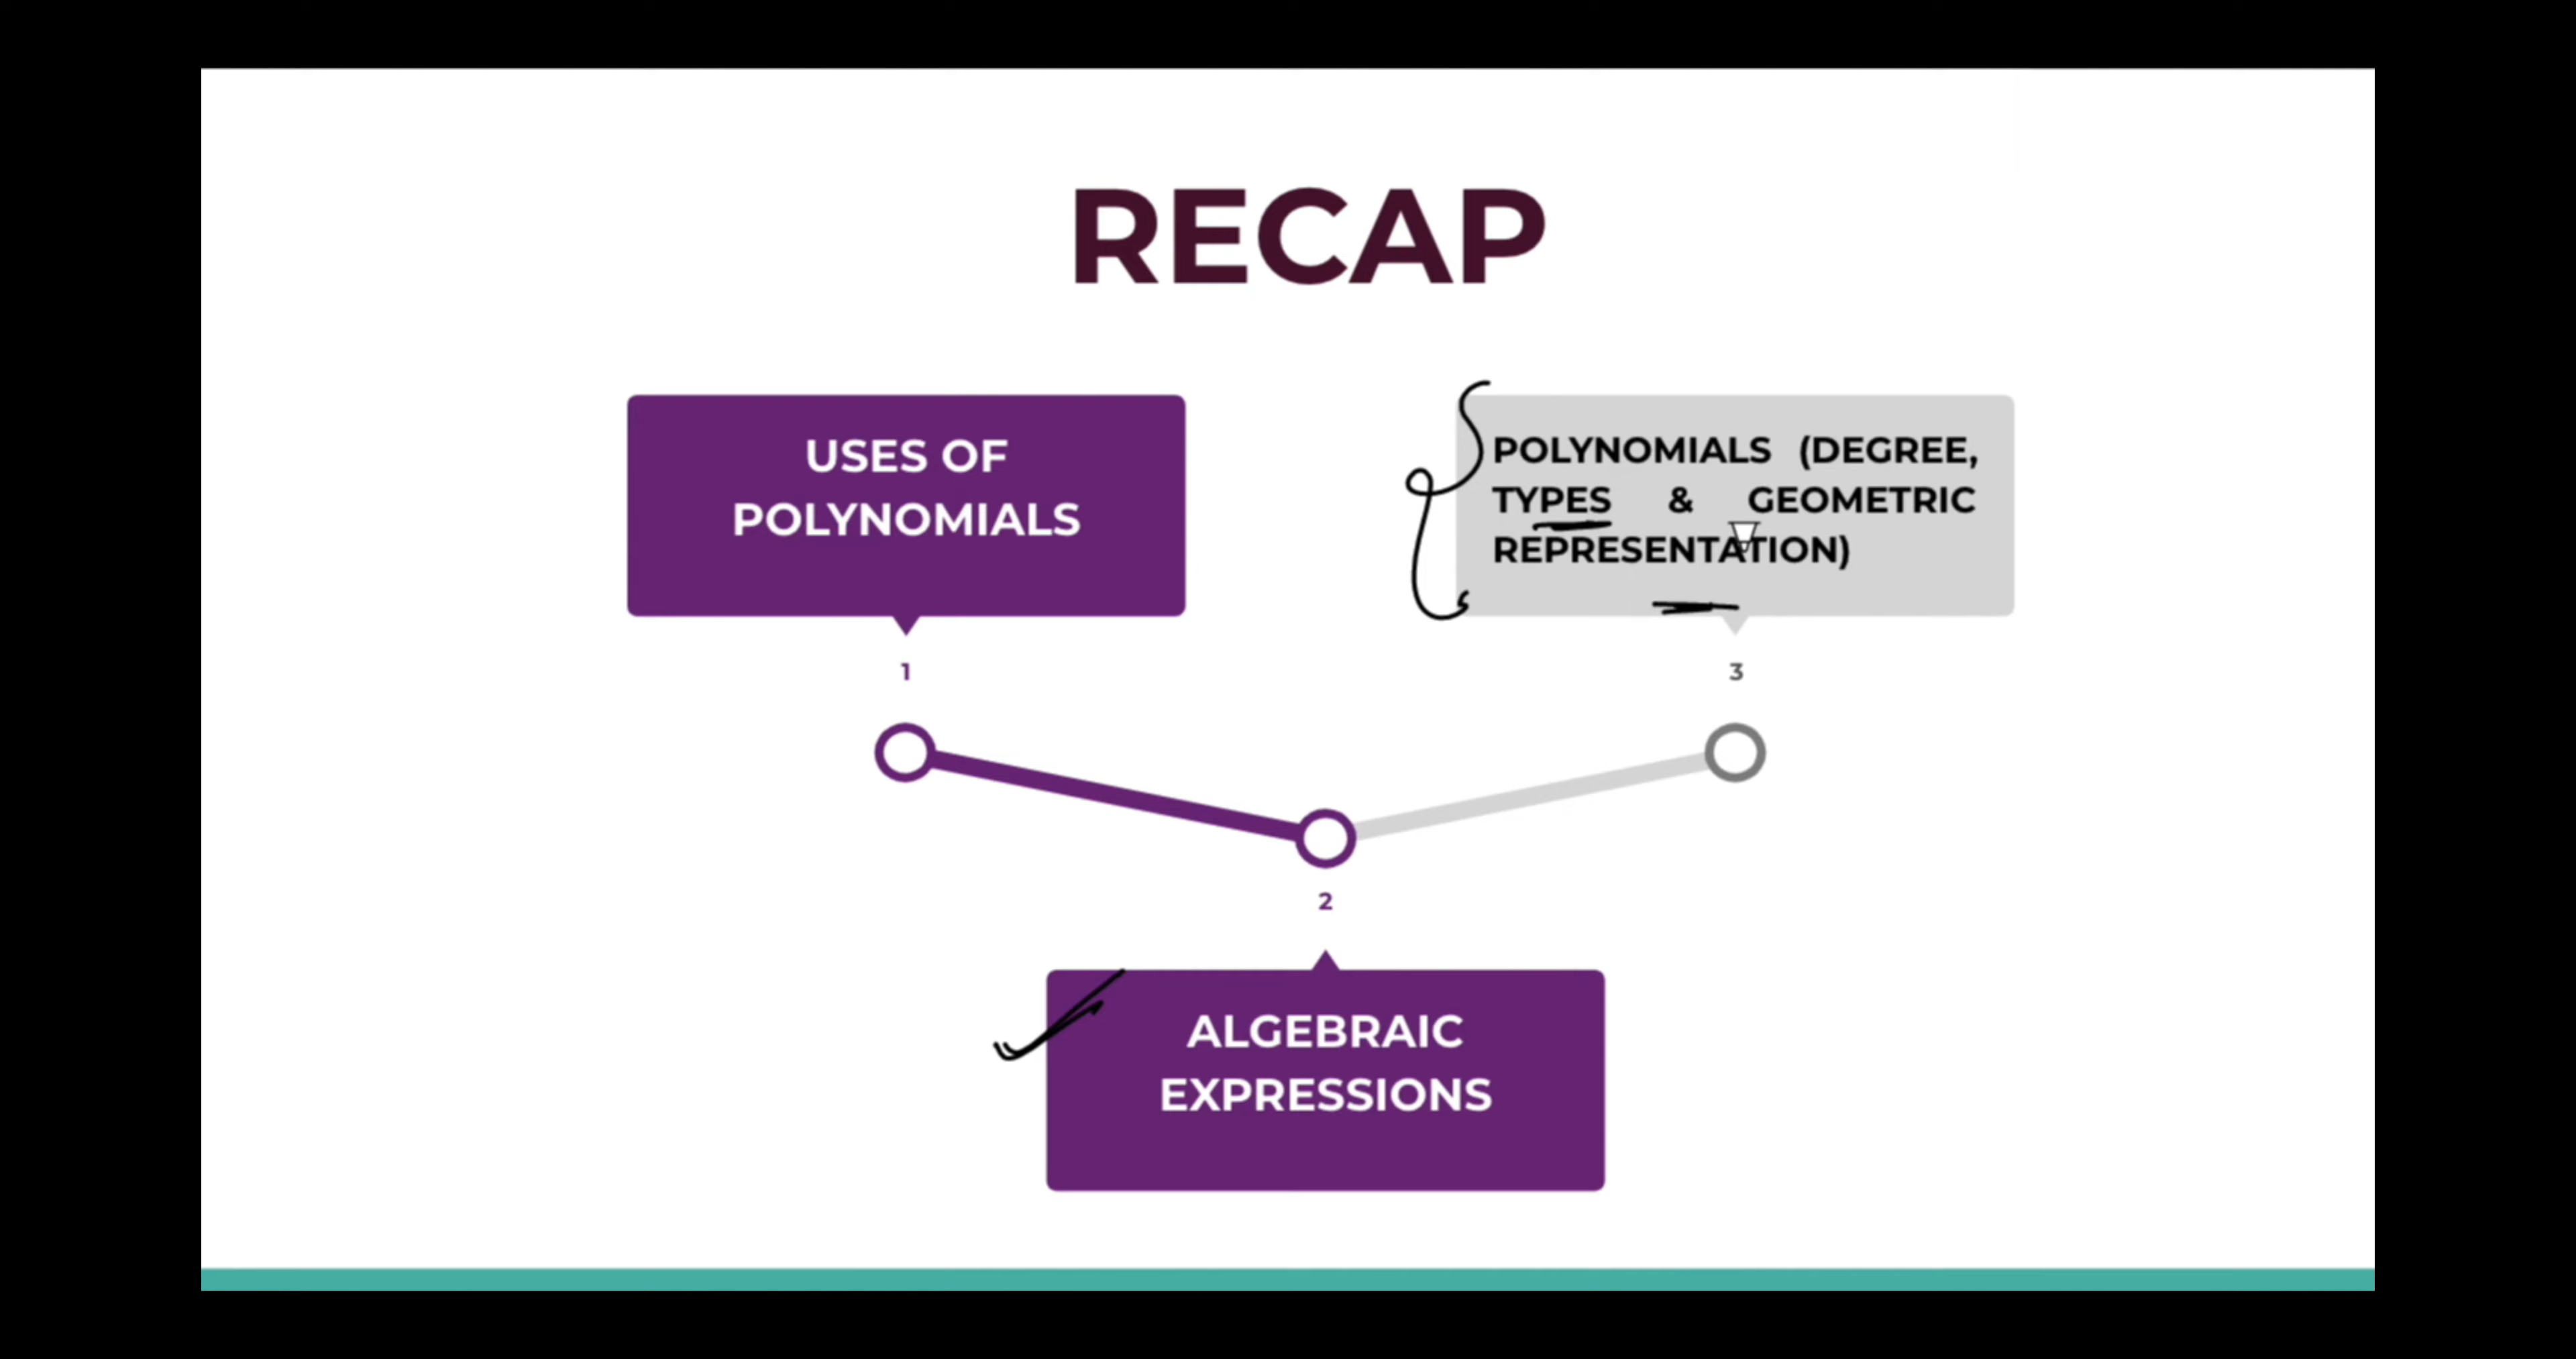 RECAP
USES OF
POLYNOMIALS
1
POLYNOMIALS (DEGREE,
TYPES & GEOMETRIC
REPRESENTATION)
3
2
ALGEBRAIC
EXPRESSIONS